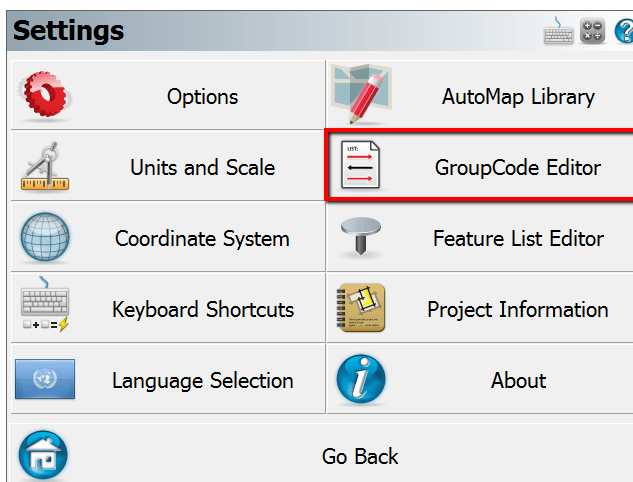 Settings
Options
AutoMap Library
Units and Scale
LIST:
GroupCode Editor
Coordinate System
Feature List Editor
Keyboard Shortcuts
Project Information
Language Selection
About
Go Back